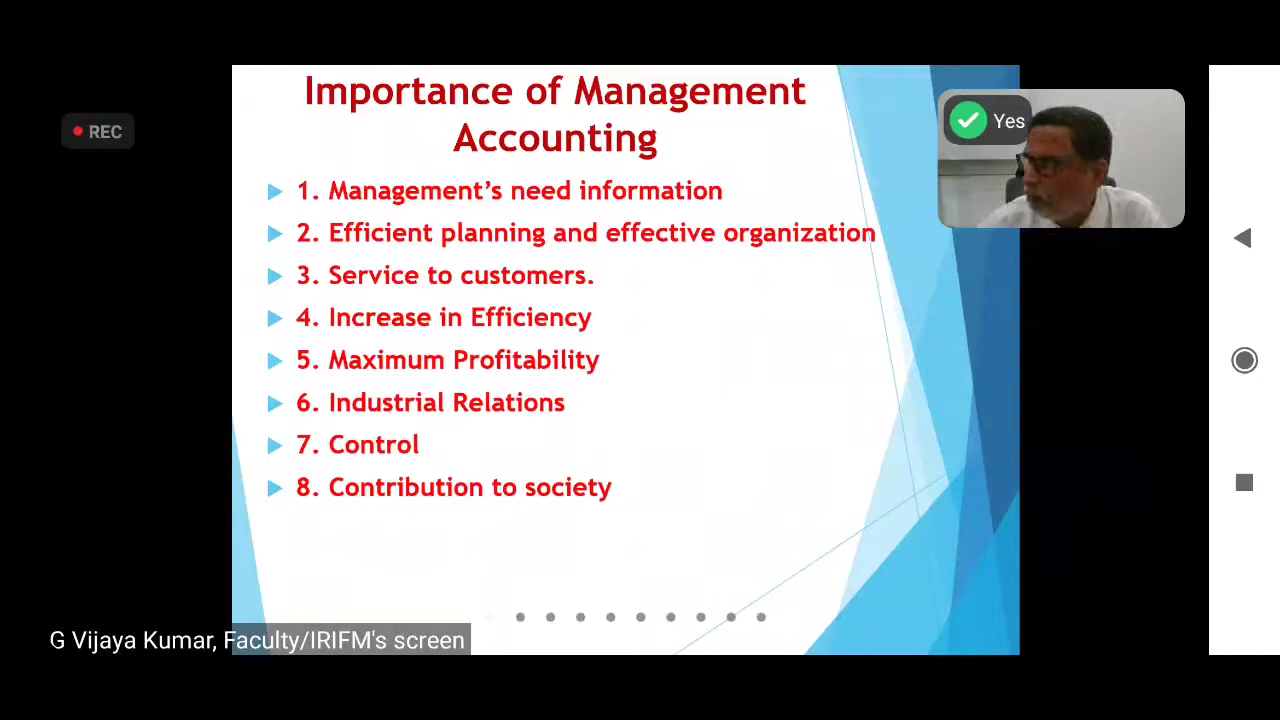 Importance of Management
Accounting
REC
Yes
1. Management’s need information
2. Efficient planning and effective organization
3. Service to customers.
4. Increase in Efficiency
5. Maximum Profitability
6. Industrial Relations
7. Control
8. Contribution to society
G Vijaya Kumar, Faculty/IRIFM's screen